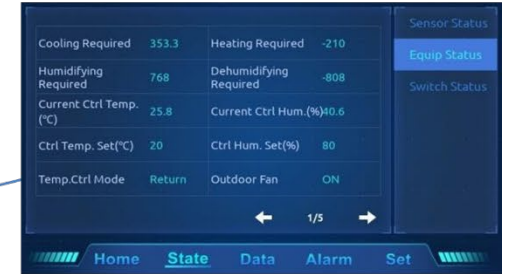 Cooling Required 353.3 Heating Required -210
Humidifying Required 768 Dehumidifying Required -808
Current Ctrl Temp.(℃) 25.8 Current Ctrl Hum.(%) 40.6
Ctrl Temp. Set(℃) 20 Ctrl Hum. Set(%) 80
Temp.Ctrl Mode Return Outdoor Fan ON
1/5
Sensor Status
Equip Status
Switch Status
Home State Data Alarm Set